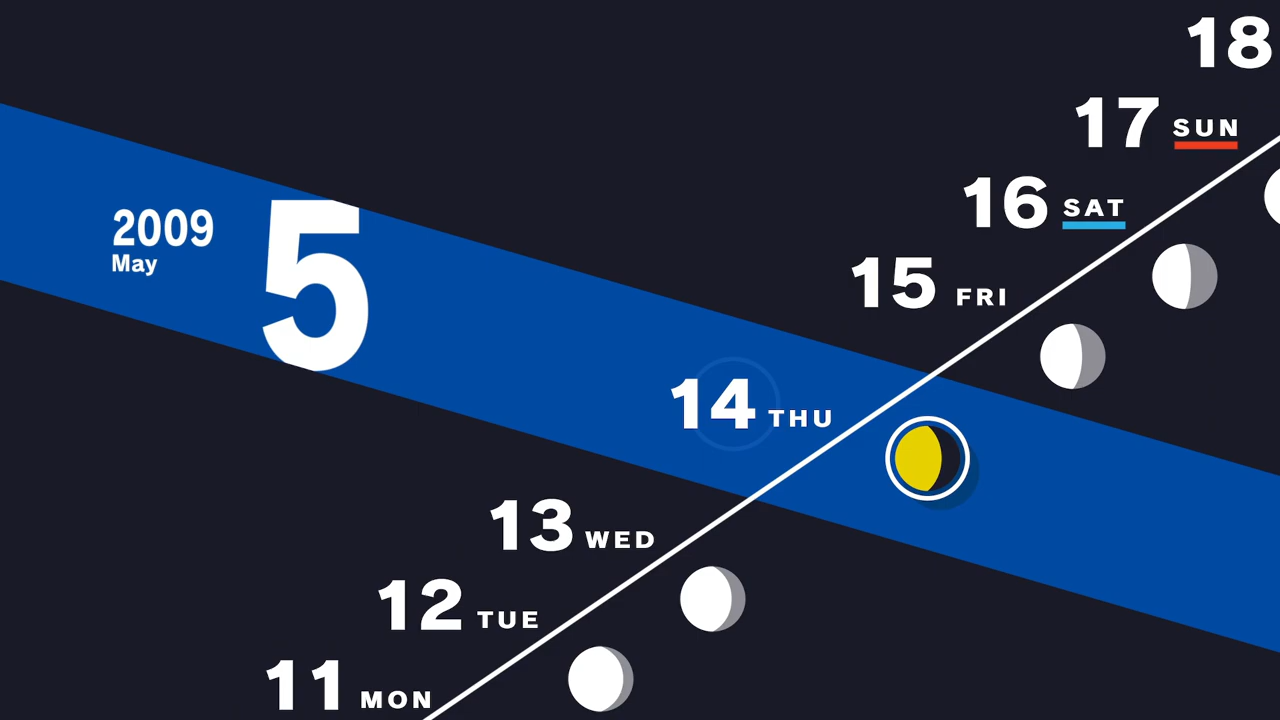 18
17 SUN
16 SAT
15 FRI
2009
May
5
14 THU
13 WED
12 TUE
11 MON